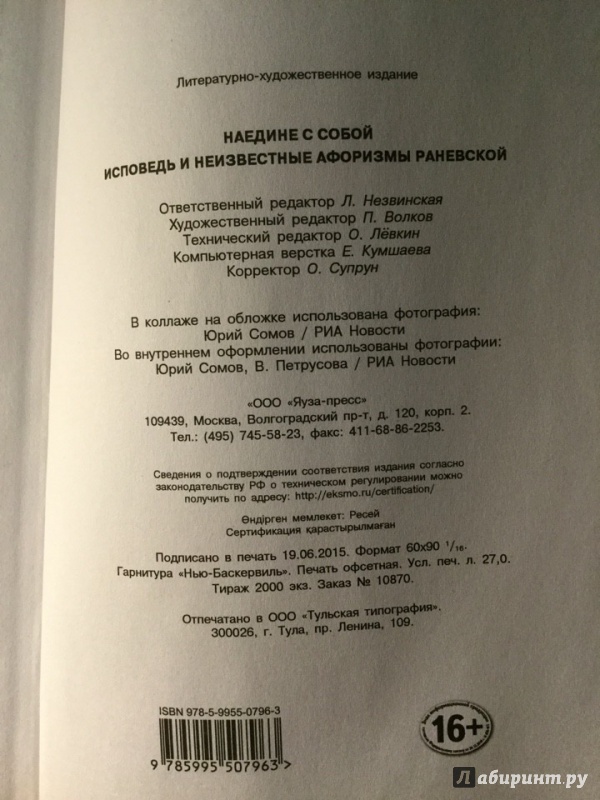 Литературно-художественное издание
НАЕДИНЕ С СОБОЙ
ИСПОВЕДЬ И НЕИЗВЕСТНЫЕ АФОРИЗМЫ РАНЕВСКОЙ
Ответственный редактор Л. Незвинская
Художественный редактор П. Волков
Технический редактор О. Лёвкин
Компьютерная верстка Е. Кумшаева
Корректор О. Супрун
В коллаже на обложке использована фотография:
Юрий Сомов / РИА Новости
Во внутреннем оформлении использованы фотографии:
Юрий Сомов, В. Петрусова / РИА Новости
«ООО «Яуза-пресс»
109439, Москва, Волгоградский пр-т, д. 120, корп. 2.
Тел.: (495) 745-58-23, факс: 411-68-86-2253.
Сведения о подтверждении соответствия издания согласно
законодательству РФ о техническом регулировании можно
получить по адресу: http://eksmo.ru/certification/
Өндірген мемлекет: Ресей
Сертификация қарастырылмаған
Подписано в печать 19.06.2015. Формат 60x90 1/16.
Гарнитура «Нью-Баскервиль». Печать офсетная. Усл. печ. л. 27,0.
Тираж 2000 экз. Заказ № 10870.
Отпечатано в ООО «Тульская типография».
300026, г. Тула, пр. Ленина, 109.
ISBN 978-5-9955-0796-3
9 785995 507963 >
16+
Лабиринт.ру